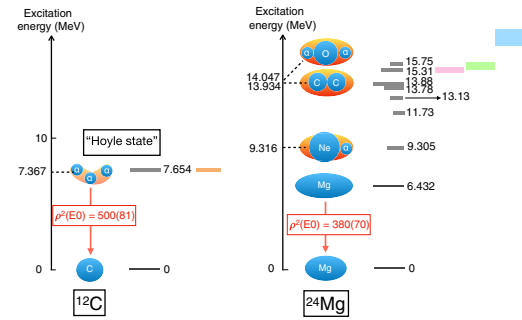 Excitation
energy (MeV)
10
"Hoyle state"
7.367
α
α
α
7.654
ρ²(E0) = 500(81)
0
C
0
¹²C
Excitation
energy (MeV)
α
O
α
14.047
13.934
C
C
15.75
15.31
13.88
13.78
13.13
11.73
9.316
Ne
α
9.305
Mg
6.432
ρ²(E0) = 380(70)
0
Mg
0
²⁴Mg